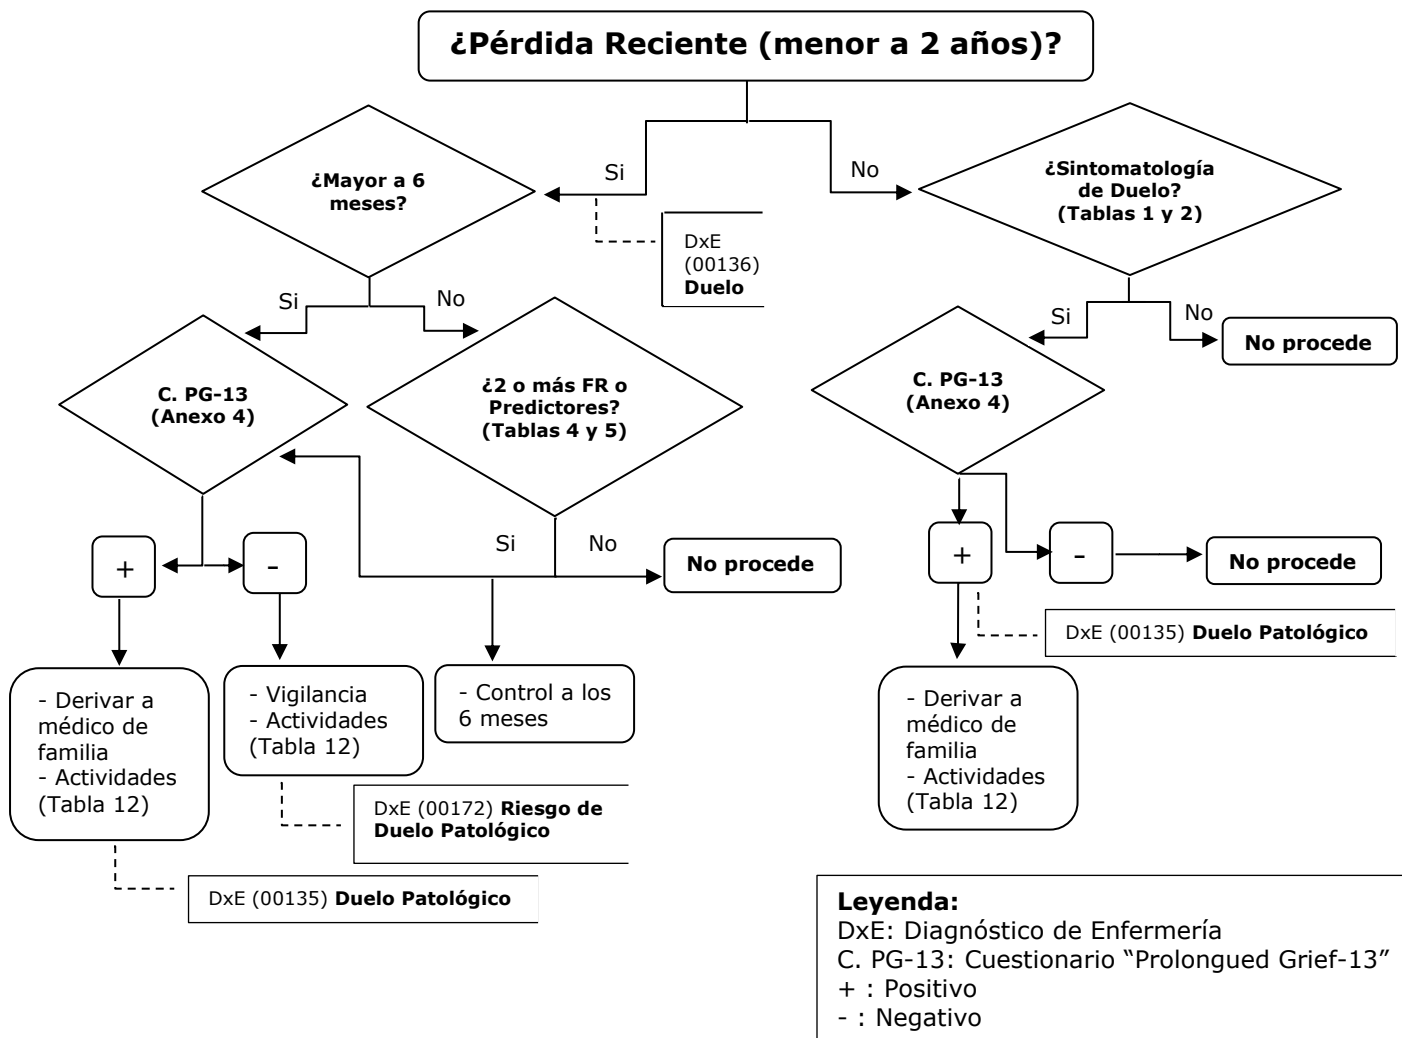 ¿Pérdida Reciente (menor a 2 años)?
¿Mayor a 6
meses?
Si
No
¿Sintomatología
de Duelo?
(Tablas 1 y 2)
DxE
(00136)
Duelo
Si
No
Si
No
No procede
C. PG-13
(Anexo 4)
¿2 o más FR o
Predictores?
(Tablas 4 y 5)
C. PG-13
(Anexo 4)
+
-
Si
No
No procede
+
-
No procede
DxE (00135) Duelo Patológico
- Derivar a
médico de
familia
- Actividades
(Tabla 12)
- Vigilancia
- Actividades
(Tabla 12)
- Control a los
6 meses
- Derivar a
médico de
familia
- Actividades
(Tabla 12)
DxE (00172) Riesgo de
Duelo Patológico
DxE (00135) Duelo Patológico
Leyenda:
DxE: Diagnóstico de Enfermería
C. PG-13: Cuestionario “Prolongued Grief-13”
+ : Positivo
- : Negativo